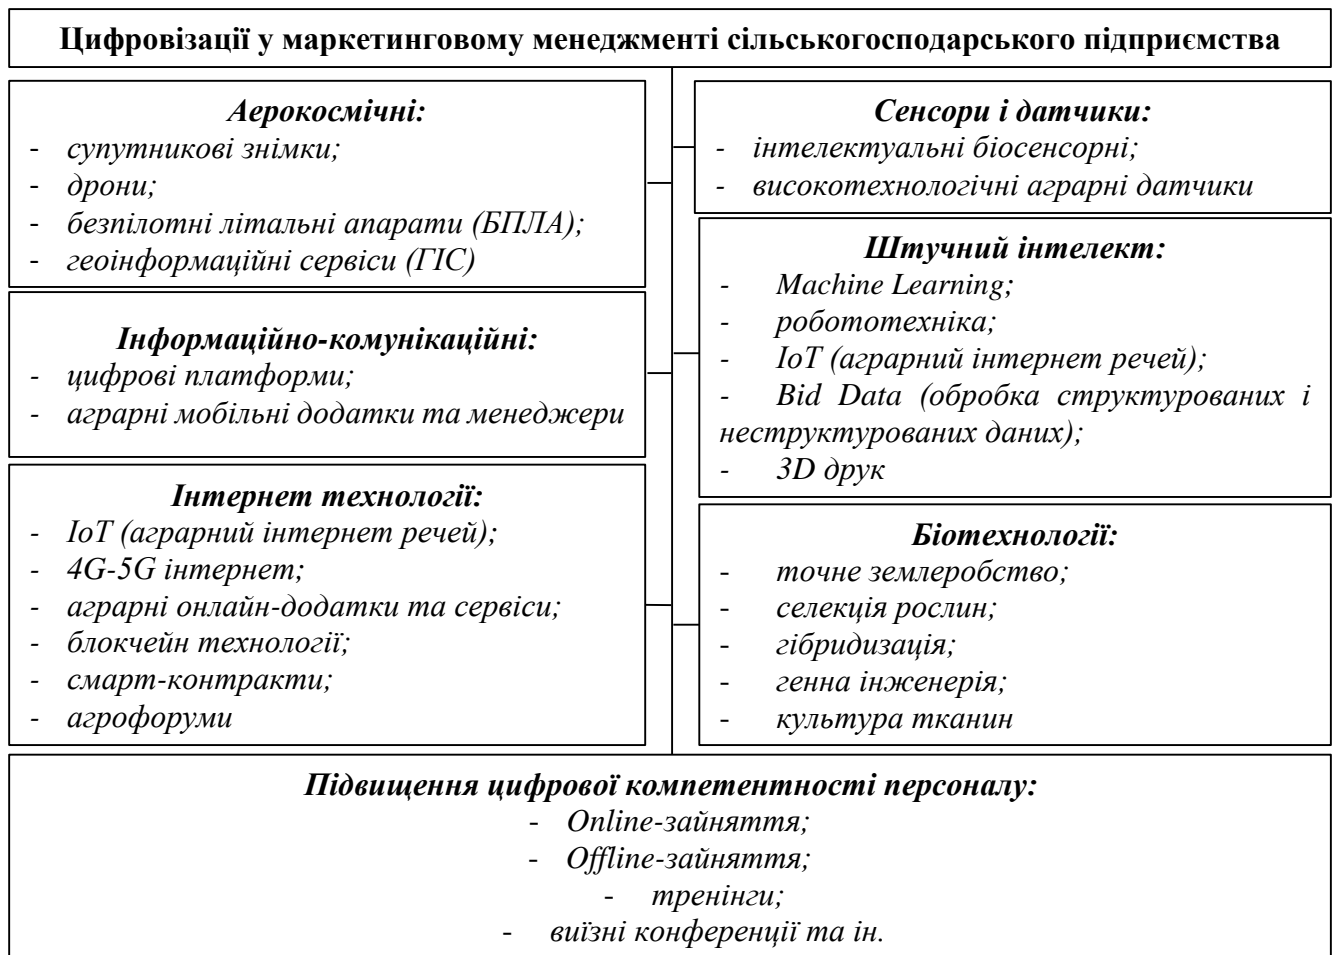 Цифровізації у маркетинговому менеджменті сільськогосподарського підприємства
Аерокосмічні:
- супутникові знімки;
- дрони;
- безпілотні літальні апарати (БПЛА);
- геоінформаційні сервіси (ГІС)
Інформаційно-комунікаційні:
- цифрові платформи;
- аграрні мобільні додатки та менеджери
Інтернет технології:
- IoT (аграрний інтернет речей);
- 4G-5G інтернет;
- аграрні онлайн-додатки та сервіси;
- блокчейн технології;
- смарт-контракти;
- агрофоруми
Сенсори і датчики:
- інтелектуальні біосенсорні;
- високотехнологічні аграрні датчики
Штучний інтелект:
- Machine Learning;
- робототехніка;
- IoT (аграрний інтернет речей);
- Bid Data (обробка структурованих і
неструктурованих даних);
- 3D друк
Біотехнології:
- точне землеробство;
- селекція рослин;
- гібридизація;
- генна інженерія;
- культура тканин
Підвищення цифрової компетентності персоналу:
- Online-зайняття;
- Offline-зайняття;
- тренінги;
- виїзні конференції та ін.